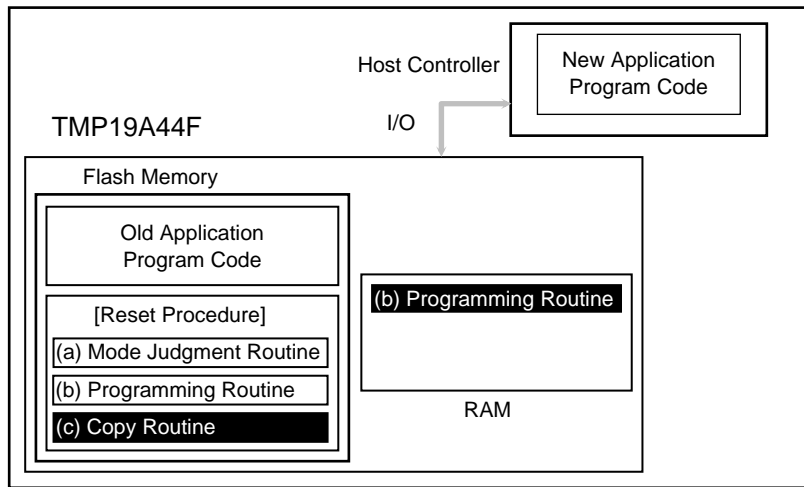 Host Controller
New Application
Program Code
TMP19A44F
I/O
Flash Memory
Old Application
Program Code
[Reset Procedure]
(a) Mode Judgment Routine
(b) Programming Routine
(c) Copy Routine
(b) Programming Routine
RAM